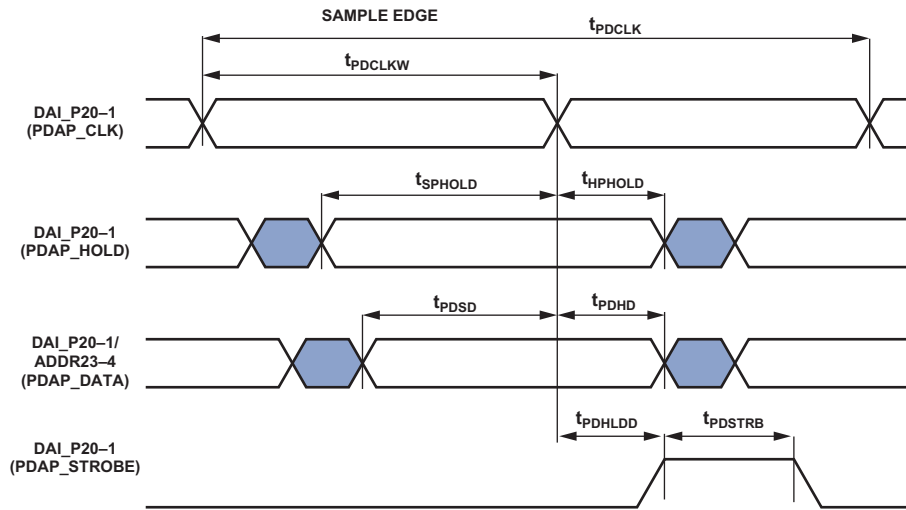 SAMPLE EDGE
tPDCLK
tPDCLKW
DAI_P20–1
(PDAP_CLK)
tSPHOLD
tHPHOLD
DAI_P20–1
(PDAP_HOLD)
tPDSD
tPDHD
DAI_P20–1/
ADDR23–4
(PDAP_DATA)
tPDHLDD
tPDSTRB
DAI_P20–1
(PDAP_STROBE)